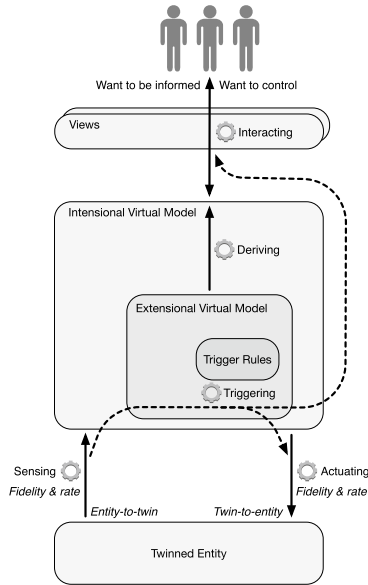 Want to be informed
Want to control
Views
Interacting
Intensional Virtual Model
Deriving
Extensional Virtual Model
Trigger Rules
Triggering
Sensing
Fidelity & rate
Actuating
Fidelity & rate
Entity-to-twin
Twin-to-entity
Twinned Entity